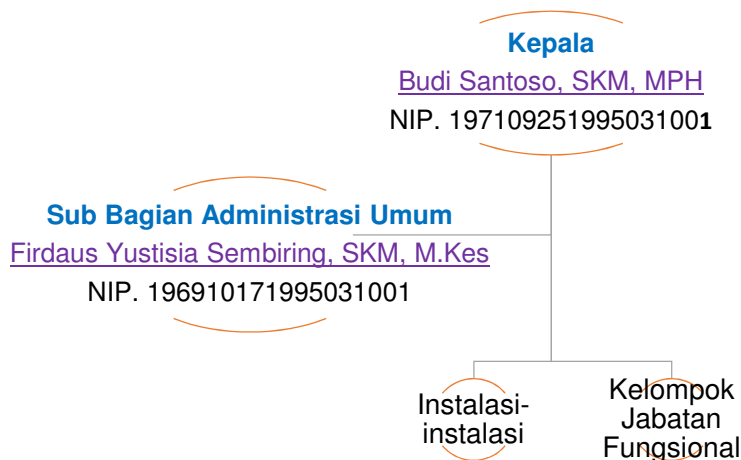 Kepala
Budi Santoso, SKM, MPH
NIP. 197109251995031001
Sub Bagian Administrasi Umum
Firdaus Yustisia Sembiring, SKM, M.Kes
NIP. 196910171995031001
Instalasi-
instalasi
Kelompok
Jabatan
Fungsional